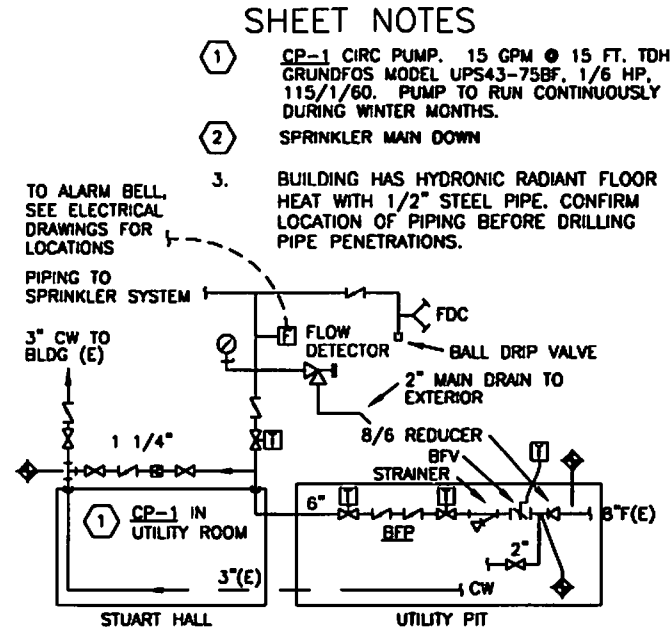 SHEET NOTES
1 CP-1 CIRC PUMP. 15 GPM @ 15 FT. TDH
GRUNDFOS MODEL UPS43-75BF, 1/6 HP,
115/1/60. PUMP TO RUN CONTINUOUSLY
DURING WINTER MONTHS.
2 SPRINKLER MAIN DOWN
3. BUILDING HAS HYDRONIC RADIANT FLOOR
HEAT WITH 1/2" STEEL PIPE. CONFIRM
LOCATION OF PIPING BEFORE DRILLING
PIPE PENETRATIONS.
TO ALARM BELL,
SEE ELECTRICAL
DRAWINGS FOR
LOCATIONS
PIPING TO
SPRINKLER SYSTEM
3" CW TO
BLDG (E)
F
FLOW
DETECTOR
FDC
BALL DRIP VALVE
2" MAIN DRAIN TO
EXTERIOR
8/6 REDUCER
BFV
STRAINER
T
1 1/4"
T
T
T
6"
BFP
8"F(E)
2"
1 CP-1 IN
UTILITY ROOM
3"(E)
CW
STUART HALL
UTILITY PIT